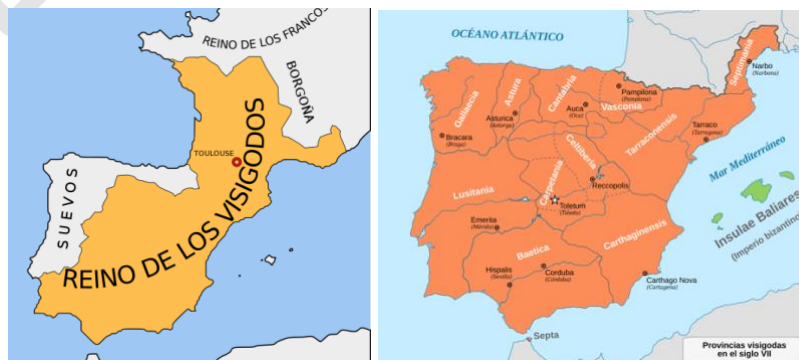 REINO DE LOS FRANCOS
BORGOÑA
TOULOUSE
SUEVOS
REINO DE LOS VISIGODOS
OCÉANO ATLÁNTICO
Septimania
Narbo
(Narbona)
Gallaecia
Astura
Cantabria
Pampilona
(Pamplona)
Vasconia
Auca
(Oca)
Asturica
(Astorga)
Bracara
(Braga)
Tarraconensis
Tarraco
(Tarragona)
Mar Mediterráneo
Celtiberia
Carpetania
Reccopolis
Lusitania
Toletum
(Toledo)
Insulae Baliares
(Imperio bizantino)
Emerita
(Mérida)
Carthaginensis
Baetica
Hispalis
(Sevilla)
Corduba
(Córdoba)
Carthago Nova
(Cartagena)
Septa
Provincias visigodas
en el siglo VII